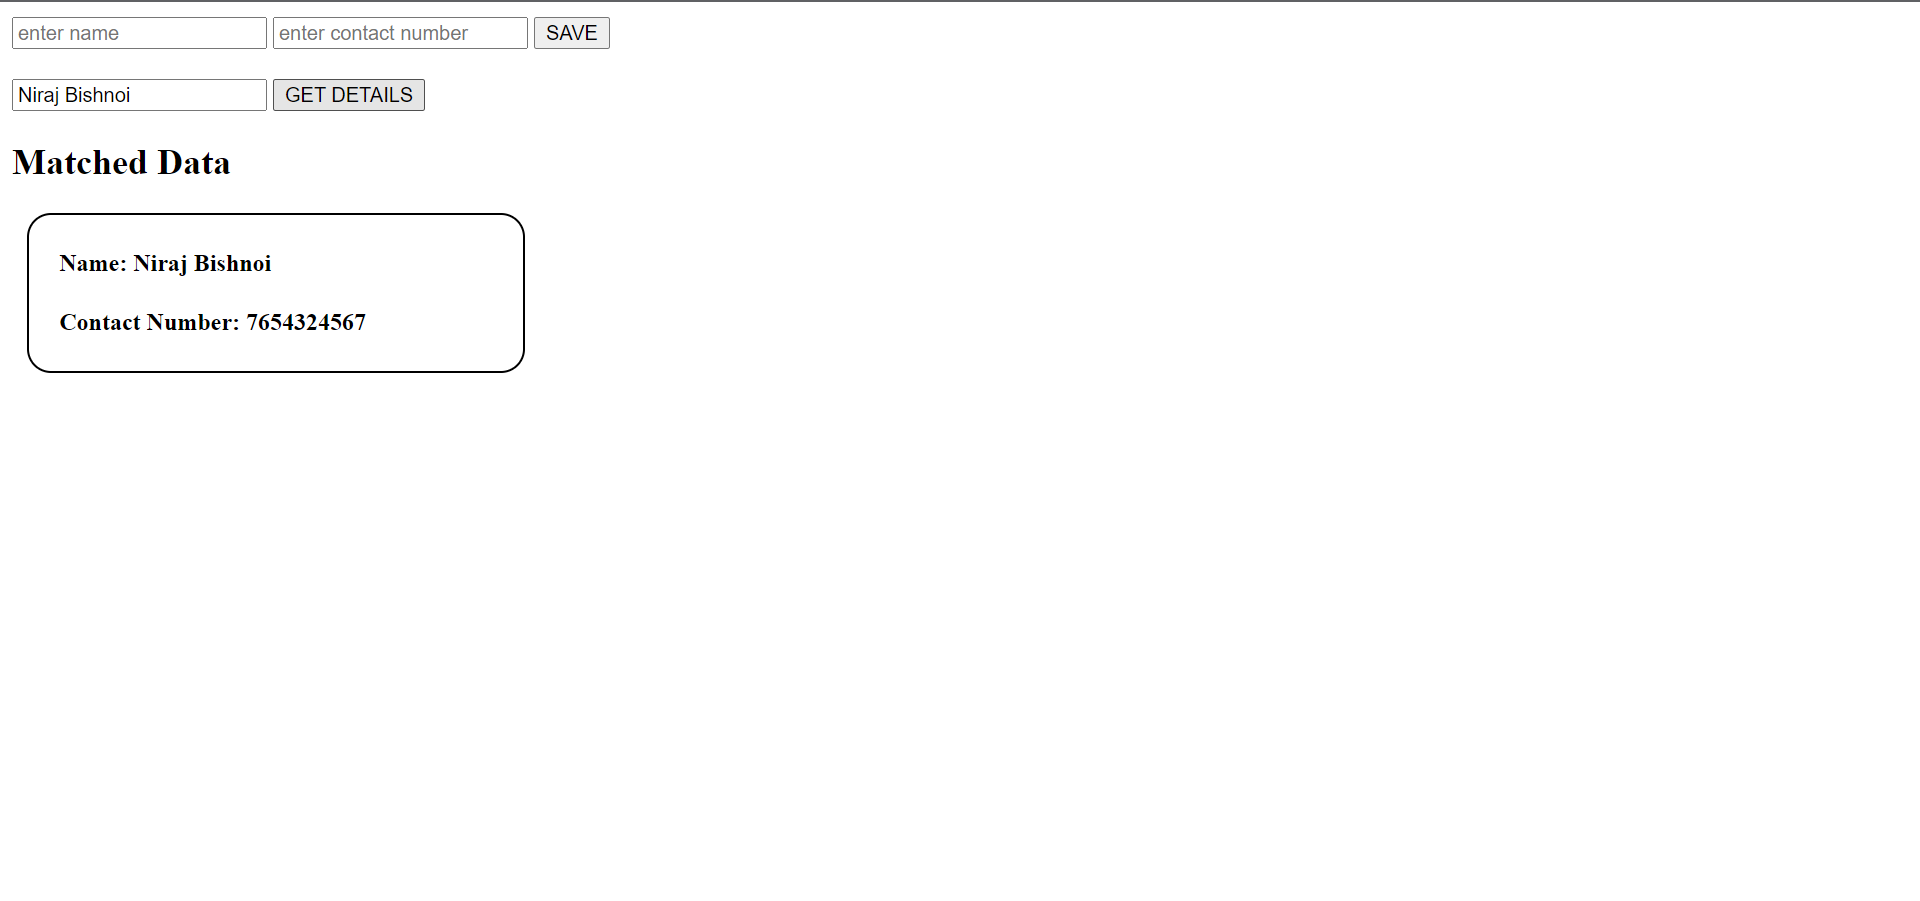 enter name enter contact number SAVE
Niraj Bishnoi GET DETAILS
Matched Data
Name: Niraj Bishnoi
Contact Number: 7654324567